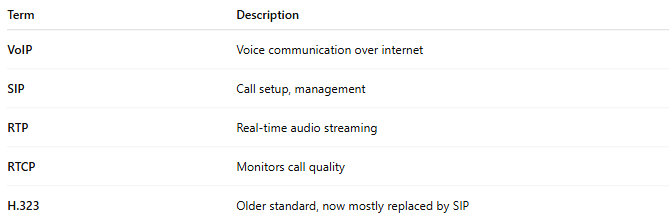 Term Description
VoIP Voice communication over internet
SIP Call setup, management
RTP Real-time audio streaming
RTCP Monitors call quality
H.323 Older standard, now mostly replaced by SIP